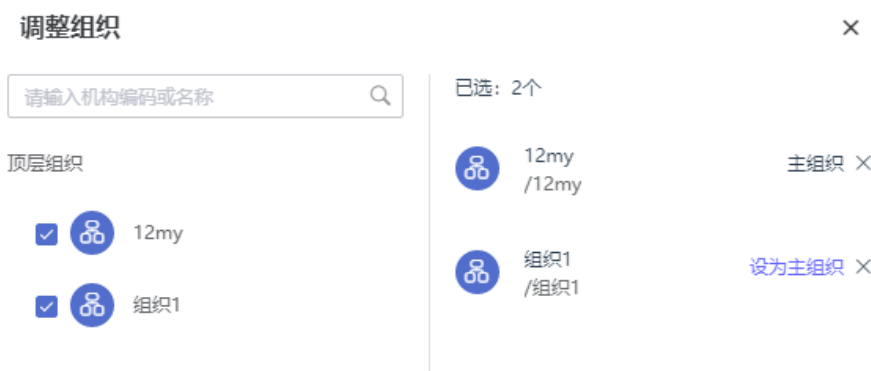 调整组织
请输入机构编码或名称
顶层组织
12my
组织1
已选：2个
12my
/12my
主组织
组织1
/组织1
设为主组织